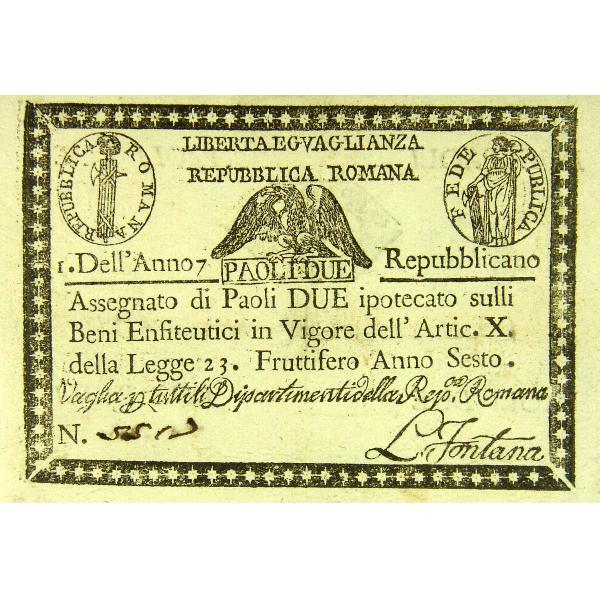 LIBERTA EGVAGLIANZA
REPUBBLICA ROMANA
REPUBBLICA ROMANA
FEDE PUBBLICA
1. Dell'Anno 7
PAOLI DUE
Repubblicano
Assegnato di Paoli DUE ipotecato sulli
Beni Enfiteutici in Vigore dell'Artic. X.
della Legge 23. Fruttifero Anno Sesto.
Vaglia p tutti li Dipartimenti della Rep. Romana
N.
L. Fontana